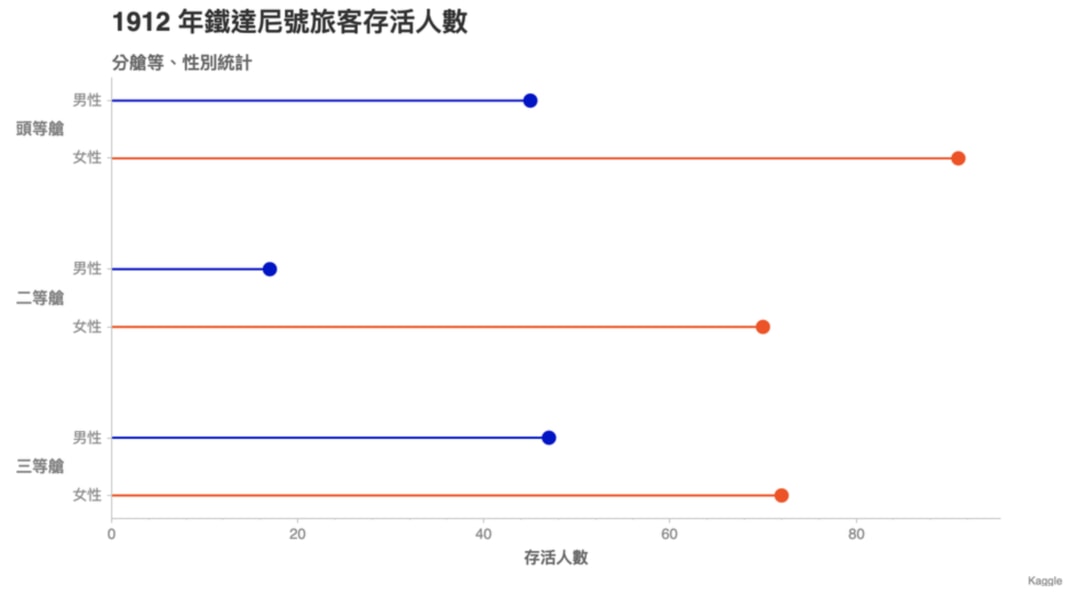 1912 年鐵達尼號旅客存活人數
分艙等、性別統計
頭等艙
男性
女性
二等艙
男性
女性
三等艙
男性
女性
0 20 40 60 80
存活人數
Kaggle